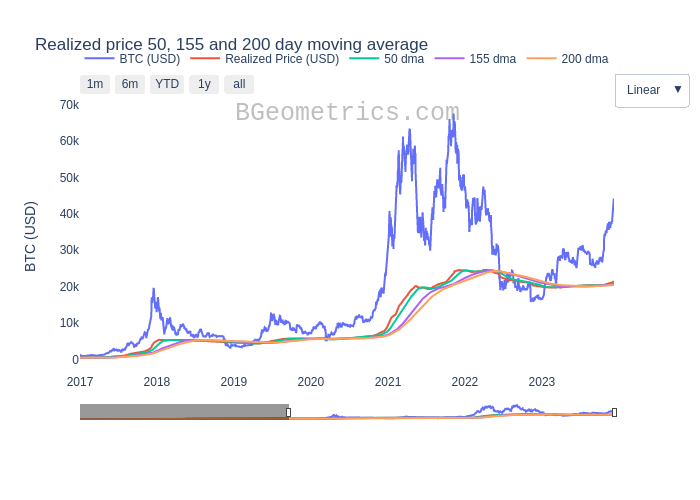 Realized price 50, 155 and 200 day moving average
BTC (USD) Realized Price (USD) 50 dma 155 dma 200 dma
1m 6m YTD 1y all
Linear ▼
BGeometrics.com
70k
60k
50k
40k
30k
20k
10k
0
BTC (USD)
2017 2018 2019 2020 2021 2022 2023